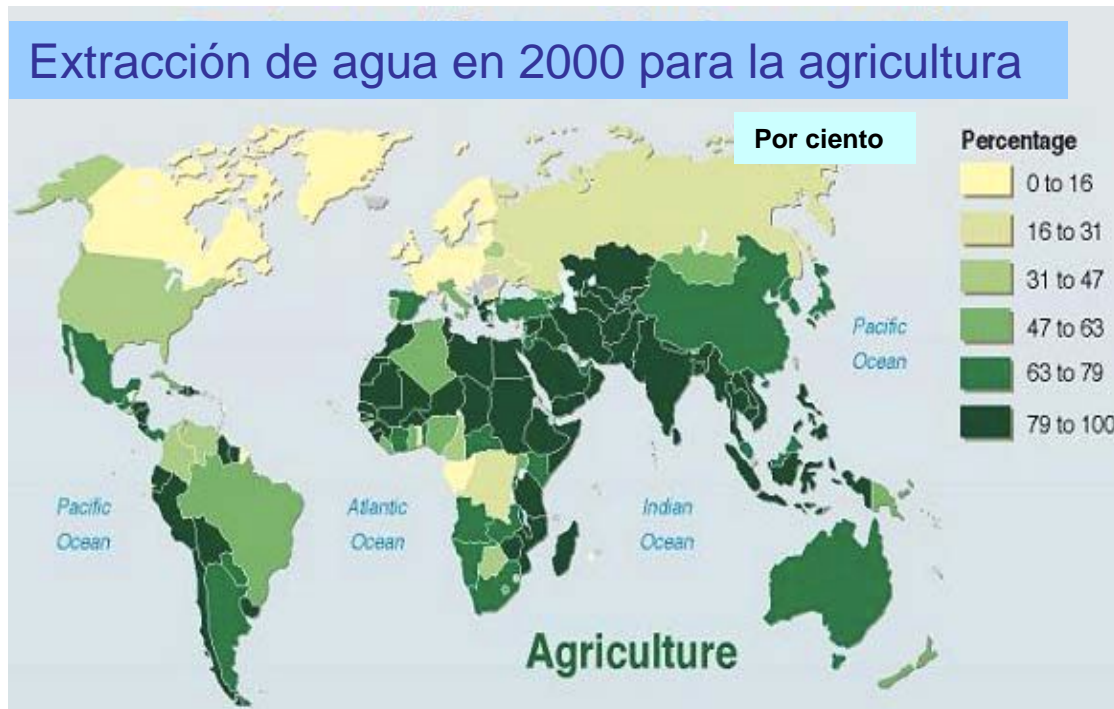 Extracción de agua en 2000 para la agricultura
Por ciento
Percentage
0 to 16
16 to 31
31 to 47
47 to 63
63 to 79
79 to 100
Pacific
Ocean
Pacific
Ocean
Atlantic
Ocean
Indian
Ocean
Agriculture